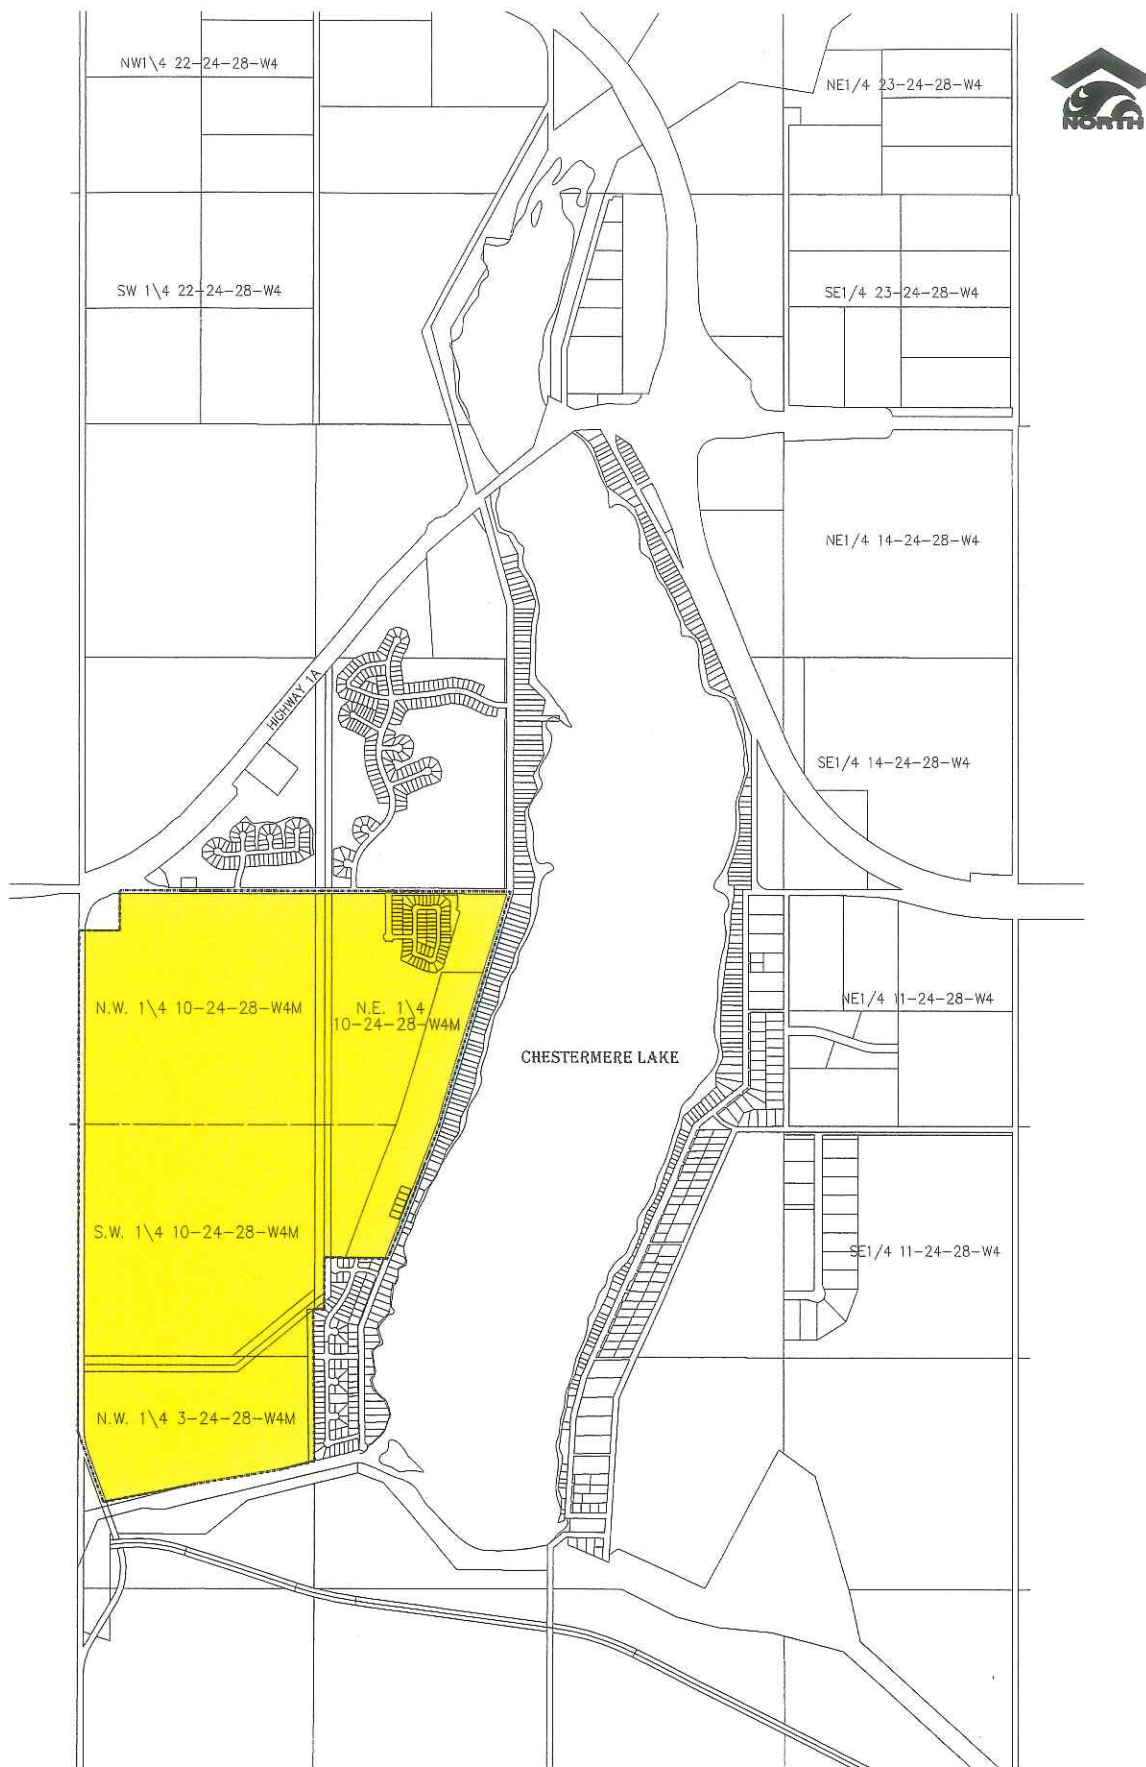 NW1\4 22-24-28-W4
NE1/4 23-24-28-W4
NORTH
SW 1\4 22-24-28-W4
SE1/4 23-24-28-W4
NE1/4 14-24-28-W4
HIGHWAY 1A
SE1/4 14-24-28-W4
N.W. 1\4 10-24-28-W4M
N.E. 1\4
10-24-28-W4M
NE1/4 11-24-28-W4
CHESTERMERE LAKE
S.W. 1\4 10-24-28-W4M
SE1/4 11-24-28-W4
N.W. 1\4 3-24-28-W4M